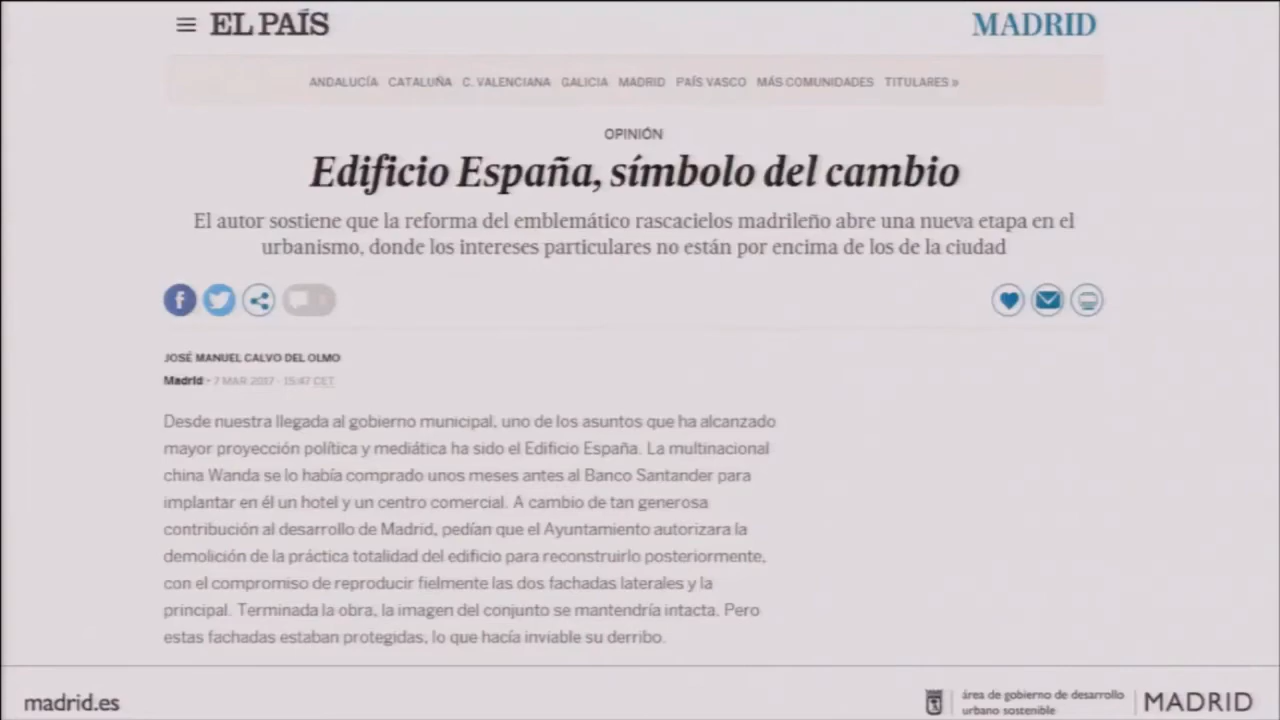 EL PAÍS
MADRID
ANDALUCÍA CATALUÑA C. VALENCIANA GALICIA MADRID PAÍS VASCO MÁS COMUNIDADES TITULARES »
OPINIÓN
Edificio España, símbolo del cambio
El autor sostiene que la reforma del emblemático rascacielos madrileño abre una nueva etapa en el
urbanismo, donde los intereses particulares no están por encima de los de la ciudad
JOSÉ MANUEL CALVO DEL OLMO
Madrid - 7 MAR 2017 - 15:47 CET
Desde nuestra llegada al gobierno municipal, uno de los asuntos que ha alcanzado
mayor proyección política y mediática ha sido el Edificio España. La multinacional
china Wanda se lo había comprado unos meses antes al Banco Santander para
implantar en él un hotel y un centro comercial. A cambio de tan generosa
contribución al desarrollo de Madrid, pedían que el Ayuntamiento autorizara la
demolición de la práctica totalidad del edificio para reconstruirlo posteriormente,
con el compromiso de reproducir fielmente las dos fachadas laterales y la
principal. Terminada la obra, la imagen del conjunto se mantendría intacta. Pero
estas fachadas estaban protegidas, lo que hacía inviable su derribo.
madrid.es
área de gobierno de desarrollo
urbano sostenible
MADRID